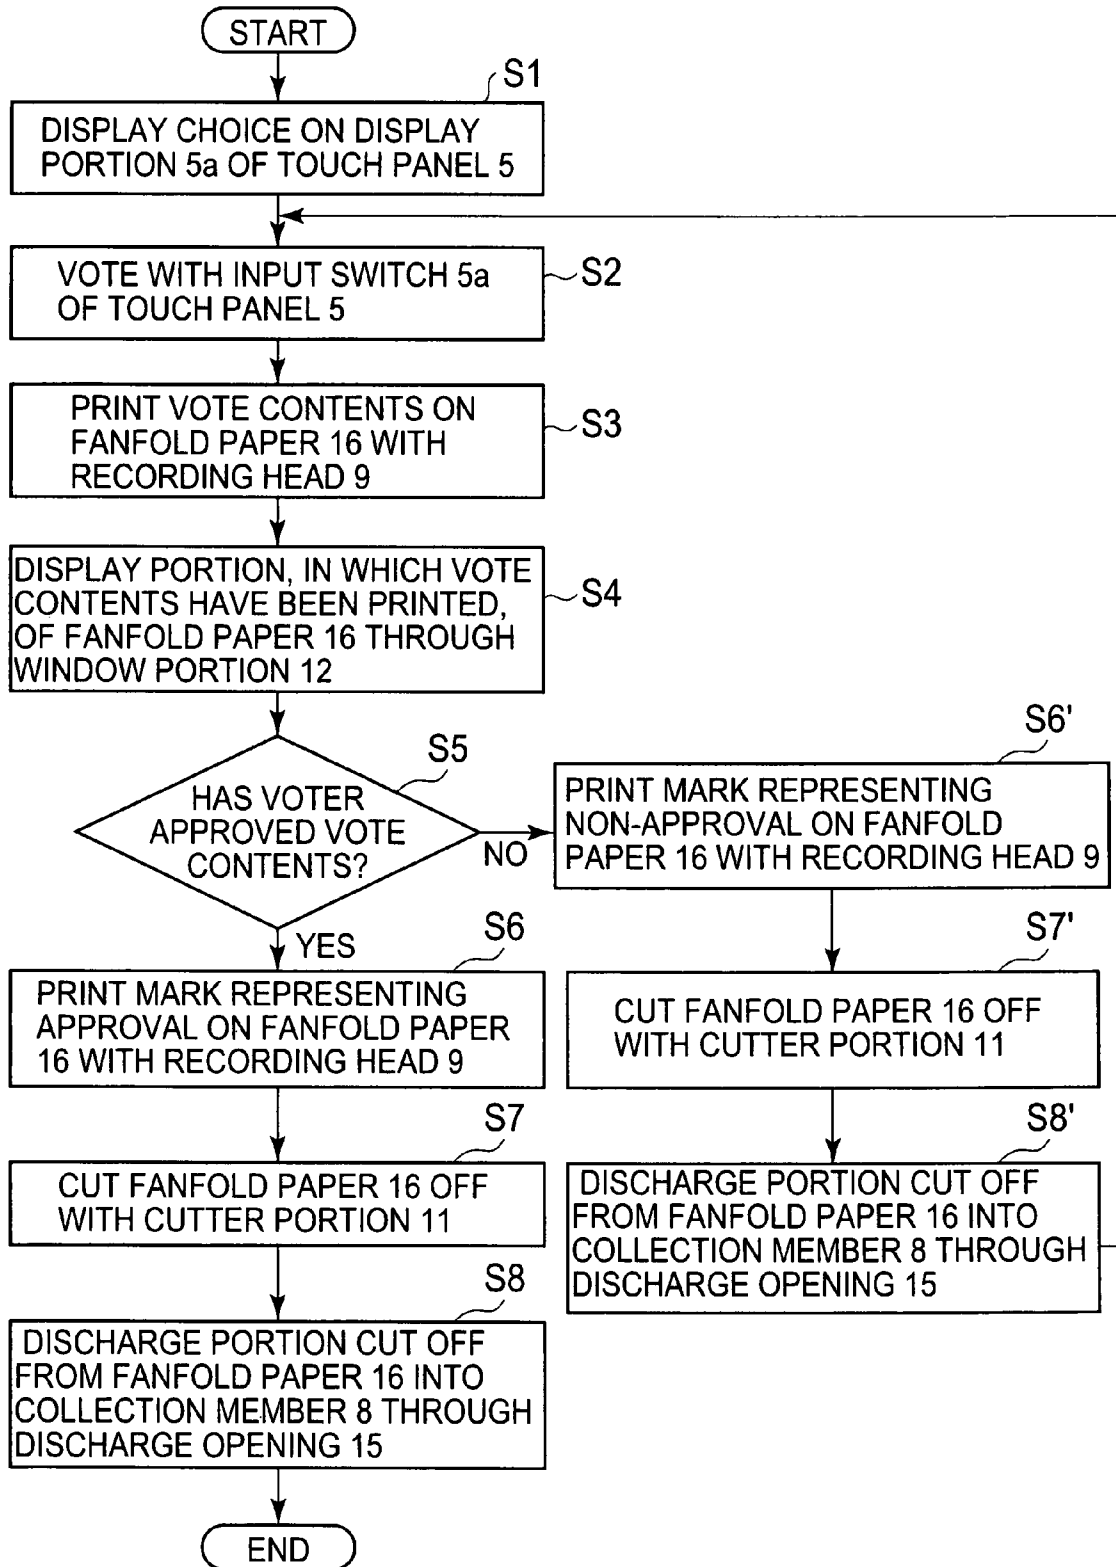 START
S1
DISPLAY CHOICE ON DISPLAY
PORTION 5a OF TOUCH PANEL 5
VOTE WITH INPUT SWITCH 5a
OF TOUCH PANEL 5
S2
PRINT VOTE CONTENTS ON
FANFOLD PAPER 16 WITH
RECORDING HEAD 9
S3
DISPLAY PORTION, IN WHICH VOTE
CONTENTS HAVE BEEN PRINTED,
OF FANFOLD PAPER 16 THROUGH
WINDOW PORTION 12
S4
S5
HAS VOTER
APPROVED VOTE
CONTENTS?
NO
YES
S6'
PRINT MARK REPRESENTING
NON-APPROVAL ON FANFOLD
PAPER 16 WITH RECORDING HEAD 9
S6
PRINT MARK REPRESENTING
APPROVAL ON FANFOLD PAPER
16 WITH RECORDING HEAD 9
S7'
CUT FANFOLD PAPER 16 OFF
WITH CUTTER PORTION 11
S7
CUT FANFOLD PAPER 16 OFF
WITH CUTTER PORTION 11
S8'
DISCHARGE PORTION CUT OFF
FROM FANFOLD PAPER 16 INTO
COLLECTION MEMBER 8 THROUGH
DISCHARGE OPENING 15
S8
DISCHARGE PORTION CUT OFF
FROM FANFOLD PAPER 16 INTO
COLLECTION MEMBER 8 THROUGH
DISCHARGE OPENING 15
END